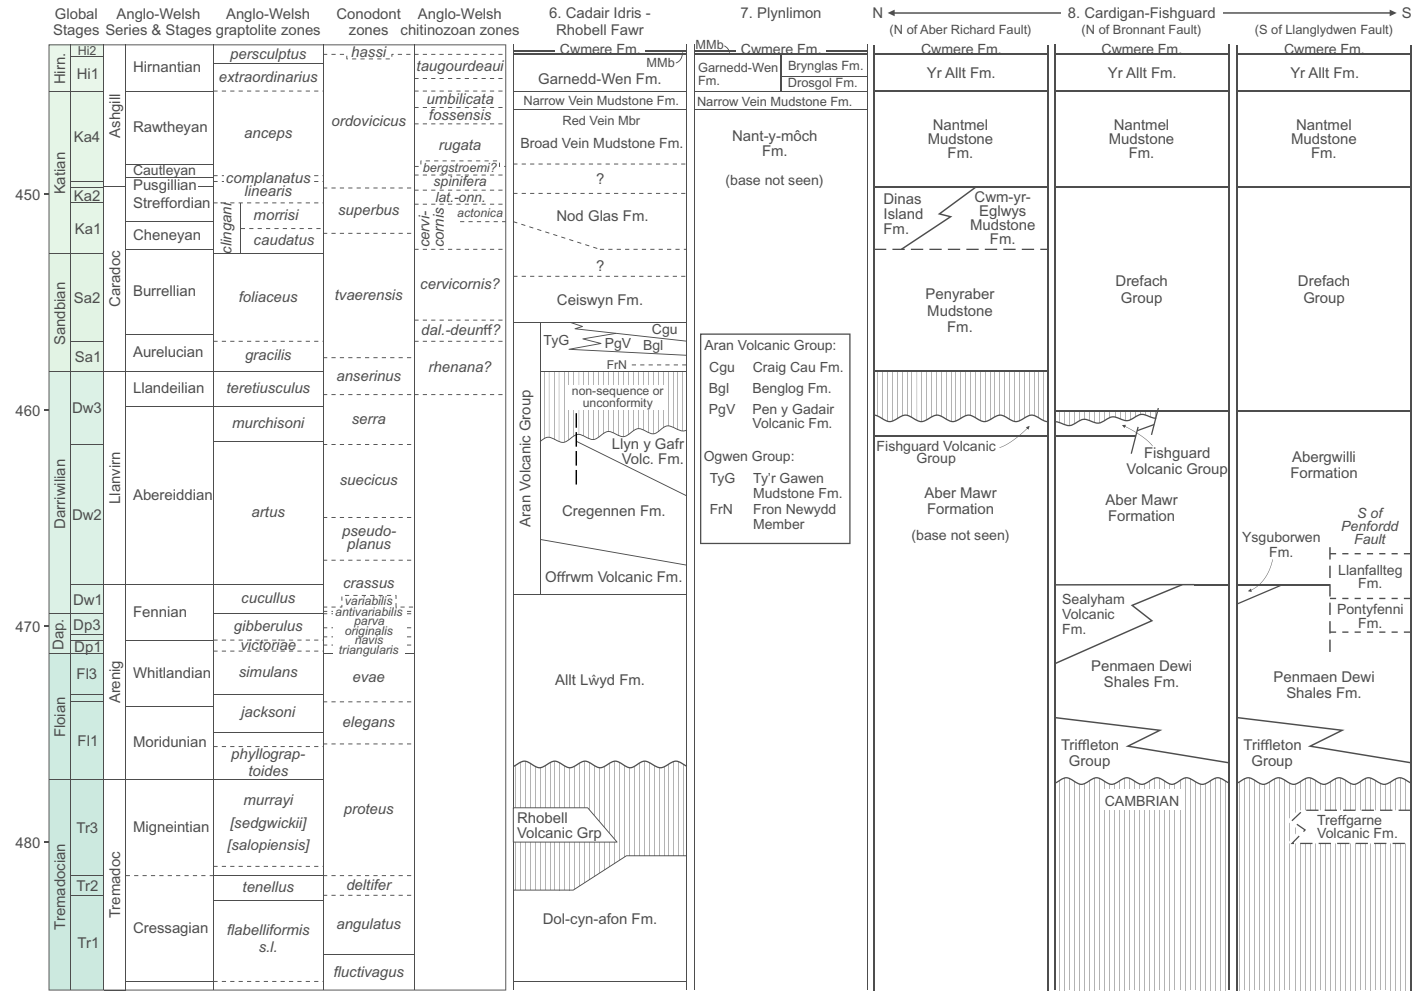 Global
Stages
Anglo-Welsh
Series & Stages
Anglo-Welsh
graptolite zones
Conodont
zones
Anglo-Welsh
chitinozoan zones
6. Cadair Idris -
Rhobell Fawr
7. Plynlimon
N
8. Cardigan-Fishguard
S
(N of Aber Richard Fault)
(N of Bronnant Fault)
(S of Llanglydwen Fault)
450
460
470
480
Hirn.
Katian
Sandbian
Darriwilian
Dap.
Floian
Tremadocian
Hi2
Hi1
Ka4
Ka2
Ka1
Sa2
Sa1
Dw3
Dw2
Dw1
Dp3
Dp1
Fl3
Fl1
Tr3
Tr2
Tr1
Ashgill
Caradoc
Llanvirn
Arenig
Tremadoc
Hirnantian
Rawtheyan
Cautleyan
Pusgillian
Streffordian
Cheneyan
Burrellian
Aurelucian
Llandeilian
Abereiddian
Fennian
Whitlandian
Moridunian
Migneintian
Cressagian
persculptus
extraordinarius
anceps
complanatus
linearis
clingani
morrisi
caudatus
foliaceus
gracilis
teretiusculus
murchisoni
artus
cucullus
gibberulus
victoriae
simulans
jacksoni
phyllograp-
toides
murrayi
[sedgwickii]
[salopiensis]
tenellus
flabelliformis
s.l.
hassi
ordovicicus
superbus
tvaerensis
anserinus
serra
suecicus
pseudo-
planus
crassus
variabilis
antivariabilis
parva
originalis
navis
triangularis
evae
elegans
proteus
deltifer
angulatus
fluctivagus
taugourdeaui
umbilicata
fossensis
rugata
bergstroemi?
spinifera
lat.-onn.
cervi-
cornis
actonica
cervicornis?
dal.-deunff?
rhenana?
Cwmere Fm.
MMb
Garnedd-Wen Fm.
Narrow Vein Mudstone Fm.
Red Vein Mbr
Broad Vein Mudstone Fm.
?
Nod Glas Fm.
?
Ceiswyn Fm.
Aran Volcanic Group
TyG
Cgu
PgV
Bgl
FrN
non-sequence or
unconformity
Llyn y Gafr
Volc. Fm.
Cregennen Fm.
Offrwm Volcanic Fm.
Allt Lŵyd Fm.
Rhobell
Volcanic Grp
Dol-cyn-afon Fm.
MMb
Cwmere Fm.
Garnedd-Wen
Fm.
Brynglas Fm.
Drosgol Fm.
Narrow Vein Mudstone Fm.
Nant-y-môch
Fm.
(base not seen)
Aran Volcanic Group:
Cgu Craig Cau Fm.
Bgl Benglog Fm.
PgV Pen y Gadair
Volcanic Fm.
Ogwen Group:
TyG Ty'r Gawen
Mudstone Fm.
FrN Fron Newydd
Member
Cwmere Fm.
Yr Allt Fm.
Nantmel
Mudstone
Fm.
Dinas
Island
Fm.
Cwm-yr-
Eglwys
Mudstone
Fm.
Penyraber
Mudstone
Fm.
Fishguard Volcanic
Group
Aber Mawr
Formation
(base not seen)
Cwmere Fm.
Yr Allt Fm.
Nantmel
Mudstone
Fm.
Drefach
Group
Fishguard
Volcanic Group
Aber Mawr
Formation
Sealyham
Volcanic
Fm.
Penmaen Dewi
Shales Fm.
Triffleton
Group
CAMBRIAN
Cwmere Fm.
Yr Allt Fm.
Nantmel
Mudstone
Fm.
Drefach
Group
Abergwilli
Formation
S of
Penfordd
Fault
Ysguborwen
Fm.
Llanfallteg
Fm.
Pontyfenni
Fm.
Penmaen Dewi
Shales Fm.
Triffleton
Group
Treffgarne
Volcanic Fm.